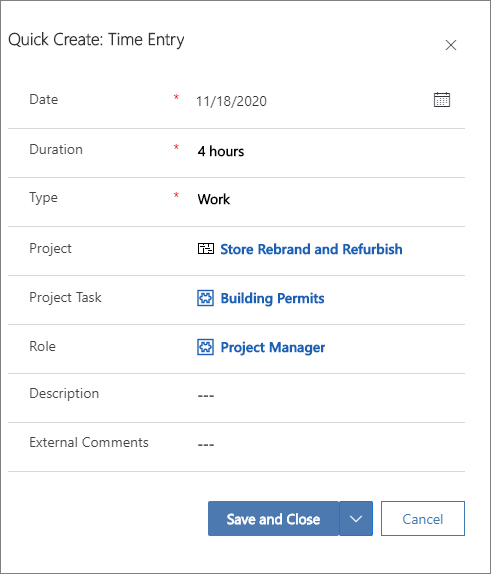 Quick Create: Time Entry
Date * 11/18/2020
Duration * 4 hours
Type * Work
Project Store Rebrand and Refurbish
Project Task Building Permits
Role Project Manager
Description ---
External Comments ---
Save and Close Cancel